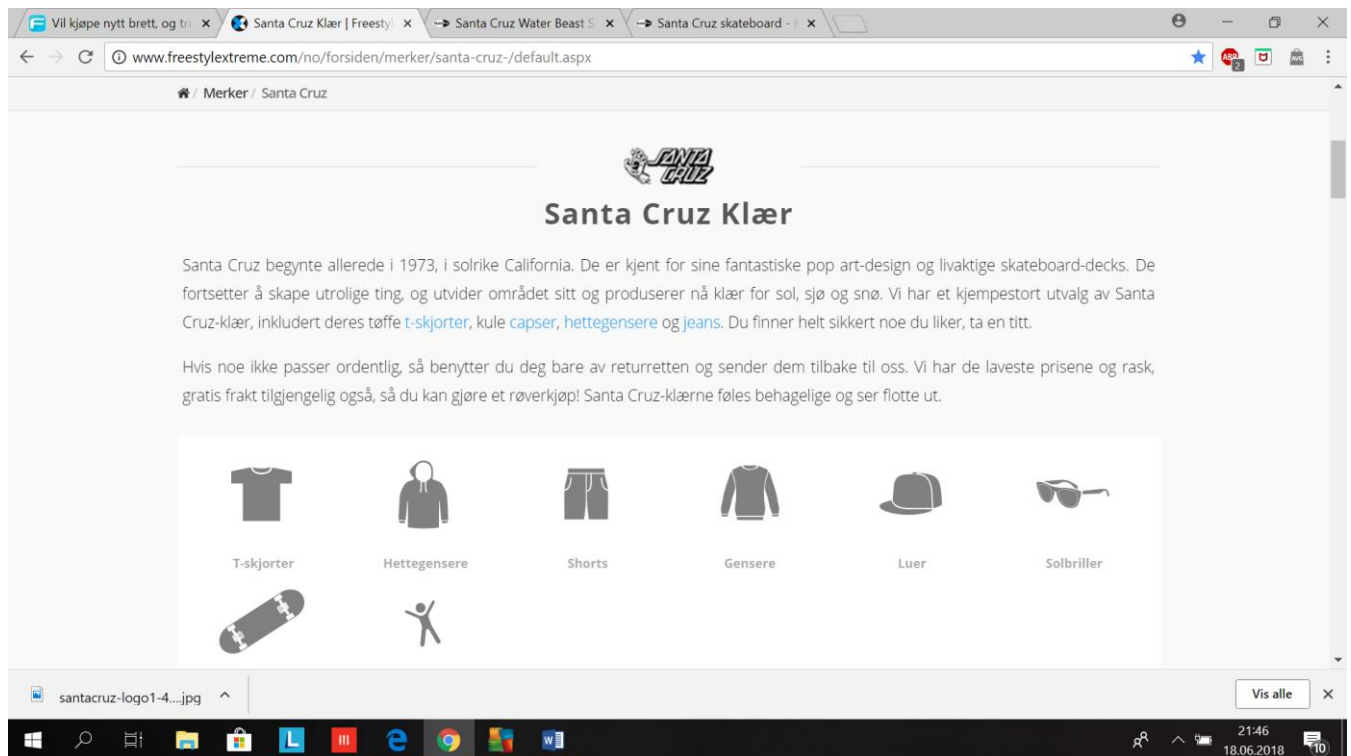 Vil kjøpe nytt brett, og tr
Santa Cruz Klær | Freestyl
Santa Cruz Water Beast S
Santa Cruz skateboard -
www.freestylextreme.com/no/forsiden/merker/santa-cruz-/default.aspx
ABP
2
AVG
/ Merker / Santa Cruz
SANTA
CRUZ
Santa Cruz Klær
Santa Cruz begynte allerede i 1973, i solrike California. De er kjent for sine fantastiske pop art-design og livaktige skateboard-decks. De
fortsetter å skape utrolige ting, og utvider området sitt og produserer nå klær for sol, sjø og snø. Vi har et kjempestort utvalg av Santa
Cruz-klær, inkludert deres tøffe t-skjorter, kule capser, hettegensere og jeans. Du finner helt sikkert noe du liker, ta en titt.
Hvis noe ikke passer ordentlig, så benytter du deg bare av returretten og sender dem tilbake til oss. Vi har de laveste prisene og rask,
gratis frakt tilgjengelig også, så du kan gjøre et røverkjøp! Santa Cruz-klærne føles behagelige og ser flotte ut.
T-skjorter
Hettegensere
Shorts
Gensere
Luer
Solbriller
santacruz-logo1-4....jpg
Vis alle
L
21:46
18.06.2018
10